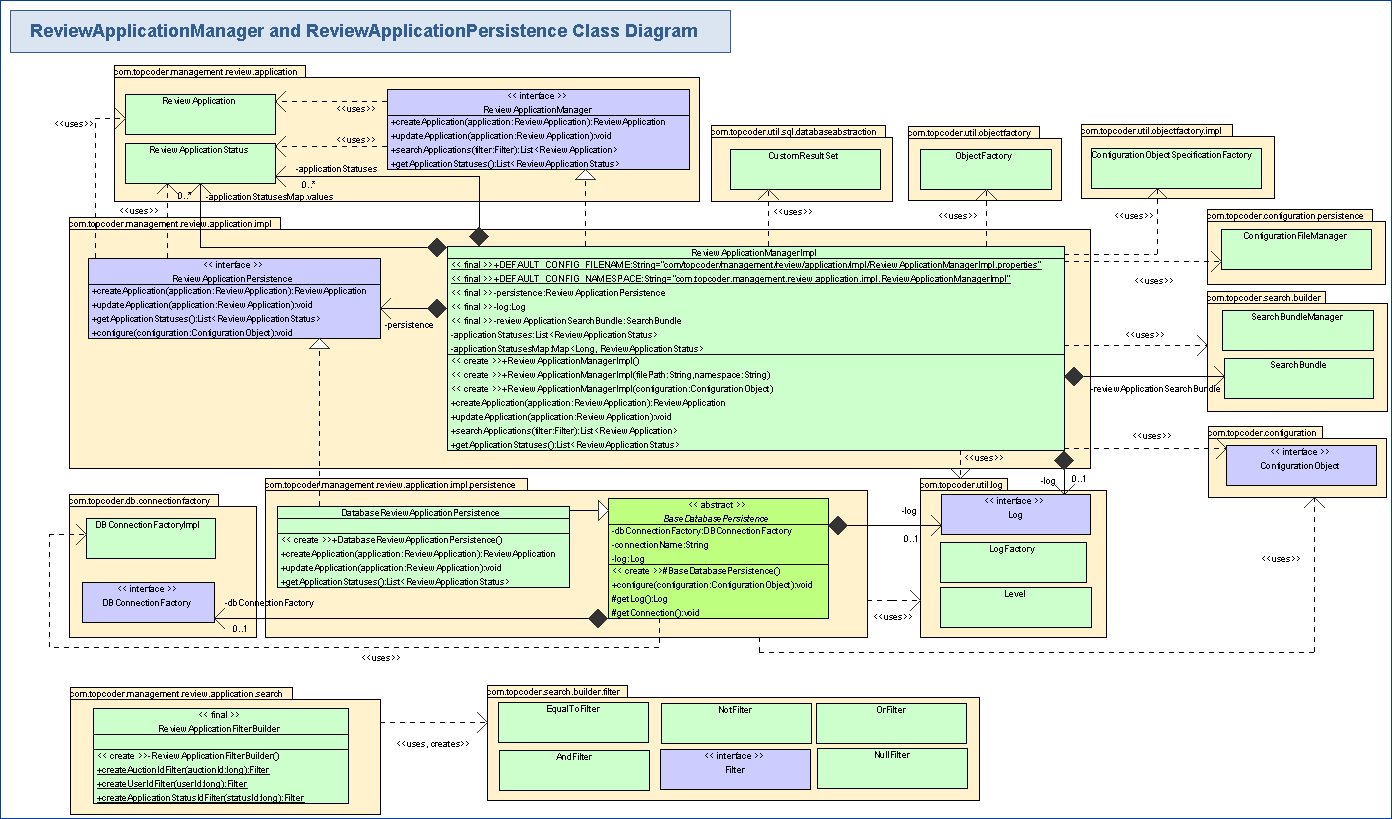 ReviewApplicationManager and ReviewApplicationPersistence Class Diagram
com.topcoder.management.review.application
ReviewApplication
ReviewApplicationStatus
<<uses>>
<<uses>>
<< interface >>
ReviewApplicationManager
+createApplication(application:ReviewApplication):ReviewApplication
+updateApplication(application:ReviewApplication):void
+searchApplications(filter:Filter):List<ReviewApplication>
+getApplicationStatuses():List<ReviewApplicationStatus>
<<uses>>
-applicationStatuses
0..*
0..*
-applicationStatusesMap.values
<<uses>>
com.topcoder.util.sql.databaseabstraction
CustomResultSet
<<uses>>
com.topcoder.util.objectfactory
ObjectFactory
<<uses>>
com.topcoder.util.objectfactory.impl
ConfigurationObjectSpecificationFactory
<<uses>>
com.topcoder.configuration.persistence
ConfigurationFileManager
<<uses>>
com.topcoder.management.review.application.impl
<< interface >>
ReviewApplicationPersistence
+createApplication(application:ReviewApplication):ReviewApplication
+updateApplication(application:ReviewApplication):void
+getApplicationStatuses():List<ReviewApplicationStatus>
+configure(configuration:ConfigurationObject):void
-persistence
ReviewApplicationManagerImpl
<< final >>+DEFAULT_CONFIG_FILENAME:String="com/topcoder/management/review/application/impl/ReviewApplicationManagerImpl.properties"
<< final >>+DEFAULT_CONFIG_NAMESPACE:String="com.topcoder.management.review.application.impl.ReviewApplicationManagerImpl"
<< final >>-persistence:ReviewApplicationPersistence
<< final >>-log:Log
<< final >>-reviewApplicationSearchBundle:SearchBundle
-applicationStatuses:List<ReviewApplicationStatus>
-applicationStatusesMap:Map<Long, ReviewApplicationStatus>
<< create >>+ReviewApplicationManagerImpl()
<< create >>+ReviewApplicationManagerImpl(filePath:String,namespace:String)
<< create >>+ReviewApplicationManagerImpl(configuration:ConfigurationObject)
+createApplication(application:ReviewApplication):ReviewApplication
+updateApplication(application:ReviewApplication):void
+searchApplications(filter:Filter):List<ReviewApplication>
+getApplicationStatuses():List<ReviewApplicationStatus>
com.topcoder.search.builder
SearchBundleManager
SearchBundle
<<uses>>
-reviewApplicationSearchBundle
<<uses>>
com.topcoder.configuration
<< interface >>
ConfigurationObject
<<uses>>
-log
0..1
com.topcoder.db.connectionfactory
DBConnectionFactoryImpl
<< interface >>
DBConnectionFactory
-dbConnectionFactory
0..1
com.topcoder.management.review.application.impl.persistence
DatabaseReviewApplicationPersistence
<< create >>+DatabaseReviewApplicationPersistence()
+createApplication(application:ReviewApplication):ReviewApplication
+updateApplication(application:ReviewApplication):void
+getApplicationStatuses():List<ReviewApplicationStatus>
<< abstract >>
BaseDatabasePersistence
-dbConnectionFactory:DBConnectionFactory
-connectionName:String
-log:Log
<< create >>#BaseDatabasePersistence()
+configure(configuration:ConfigurationObject):void
#getLog():Log
#getConnection():void
-log
0..1
<<uses>>
com.topcoder.util.log
<< interface >>
Log
LogFactory
Level
<<uses>>
<<uses>>
com.topcoder.management.review.application.search
<< final >>
ReviewApplicationFilterBuilder
<< create >>-ReviewApplicationFilterBuilder()
+createAuctionIdFilter(auctionId:long):Filter
+createUserIdFilter(userId:long):Filter
+createApplicationStatusIdFilter(statusId:long):Filter
<<uses, creates>>
com.topcoder.search.builder.filter
EqualToFilter
NotFilter
OrFilter
AndFilter
<< interface >>
Filter
NullFilter